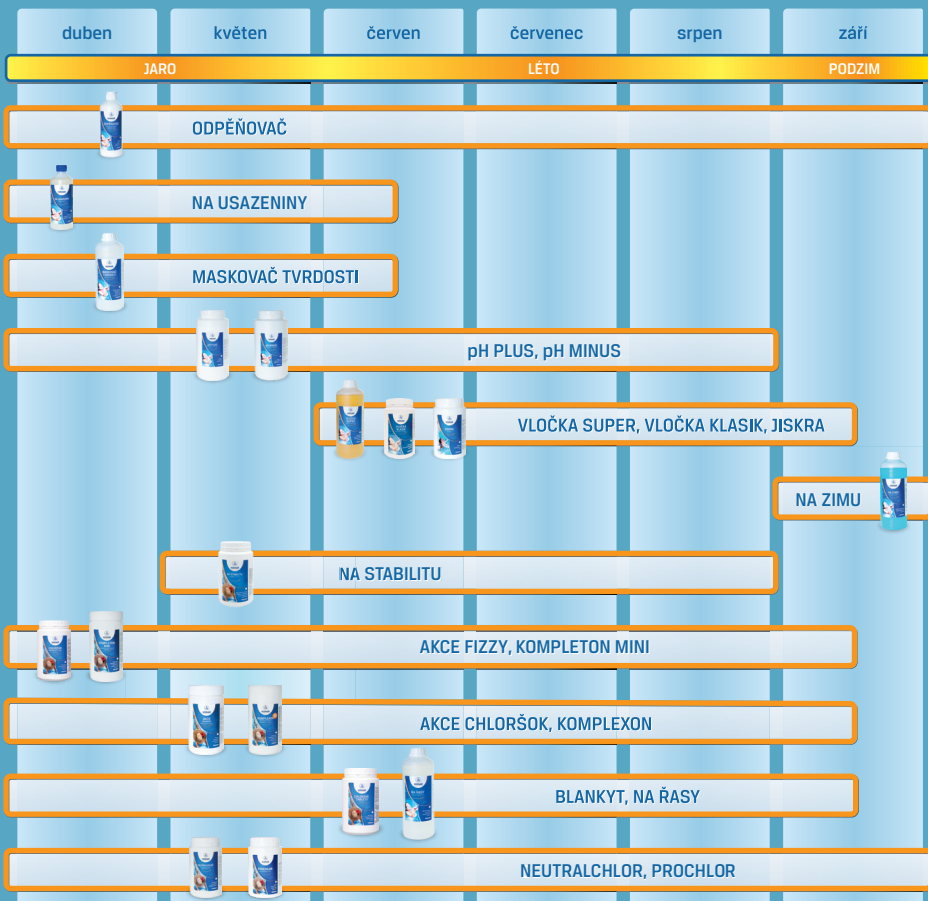 duben květen červen červenec srpen září
JARO LÉTO PODZIM
ODPĚŇOVAČ
NA USAZENINY
MASKOVAČ TVRDOSTI
pH PLUS, pH MINUS
VLOČKA SUPER, VLOČKA KLASIK, JISKRA
NA ZIMU
NA STABILITU
AKCE FIZZY, KOMPLETON MINI
AKCE CHLORŠOK, KOMPLEXON
BLANKYT, NA ŘASY
NEUTRALCHLOR, PROCHLOR